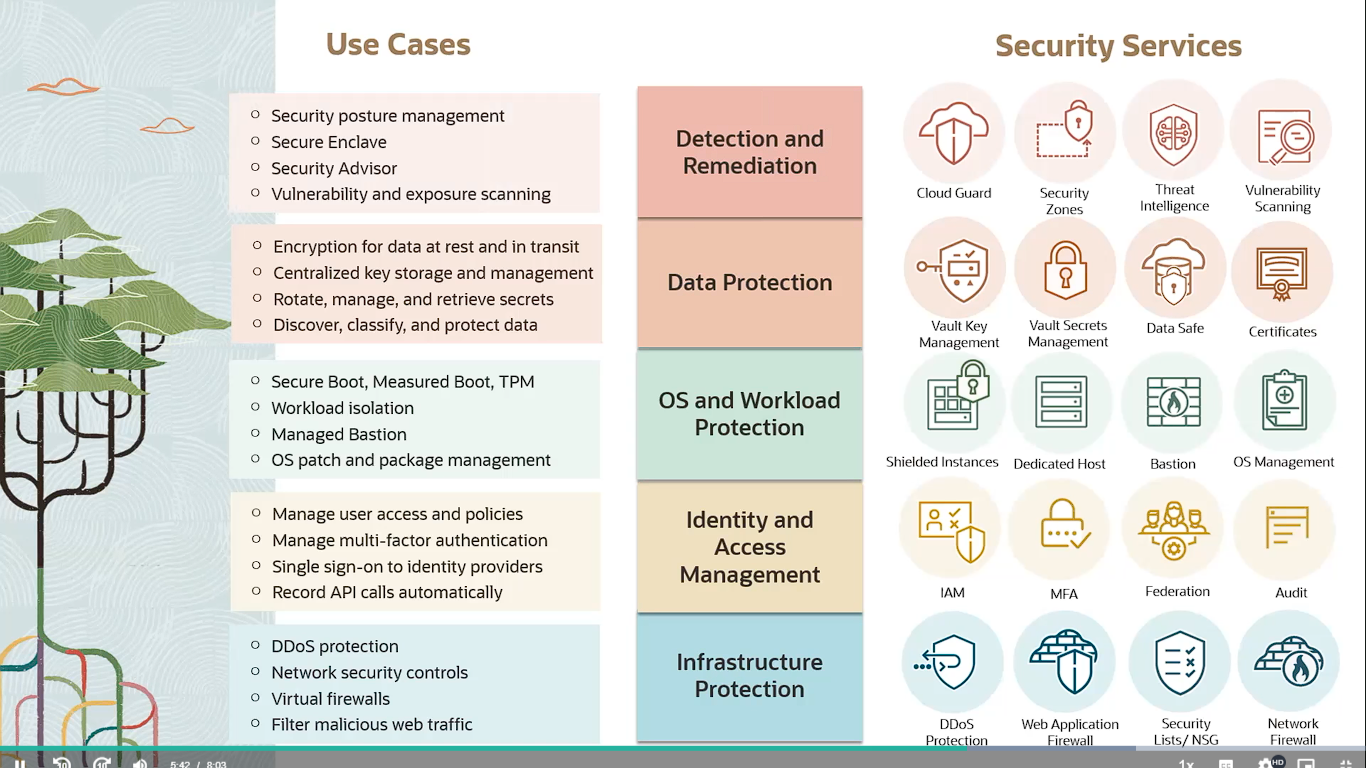 Use Cases
Security Services
Security posture management
Secure Enclave
Security Advisor
Vulnerability and exposure scanning
Detection and
Remediation
Cloud Guard
Security
Zones
Threat
Intelligence
Vulnerability
Scanning
Encryption for data at rest and in transit
Centralized key storage and management
Rotate, manage, and retrieve secrets
Discover, classify, and protect data
Data Protection
Vault Key
Management
Vault Secrets
Management
Data Safe
Certificates
Secure Boot, Measured Boot, TPM
Workload isolation
Managed Bastion
OS patch and package management
OS and Workload
Protection
Shielded Instances
Dedicated Host
Bastion
OS Management
Manage user access and policies
Manage multi-factor authentication
Single sign-on to identity providers
Record API calls automatically
Identity and
Access
Management
IAM
MFA
Federation
Audit
DDoS protection
Network security controls
Virtual firewalls
Filter malicious web traffic
Infrastructure
Protection
DDoS
Protection
Web Application
Firewall
Security
Lists/ NSG
Network
Firewall
5:42 / 8:03
1x
HD